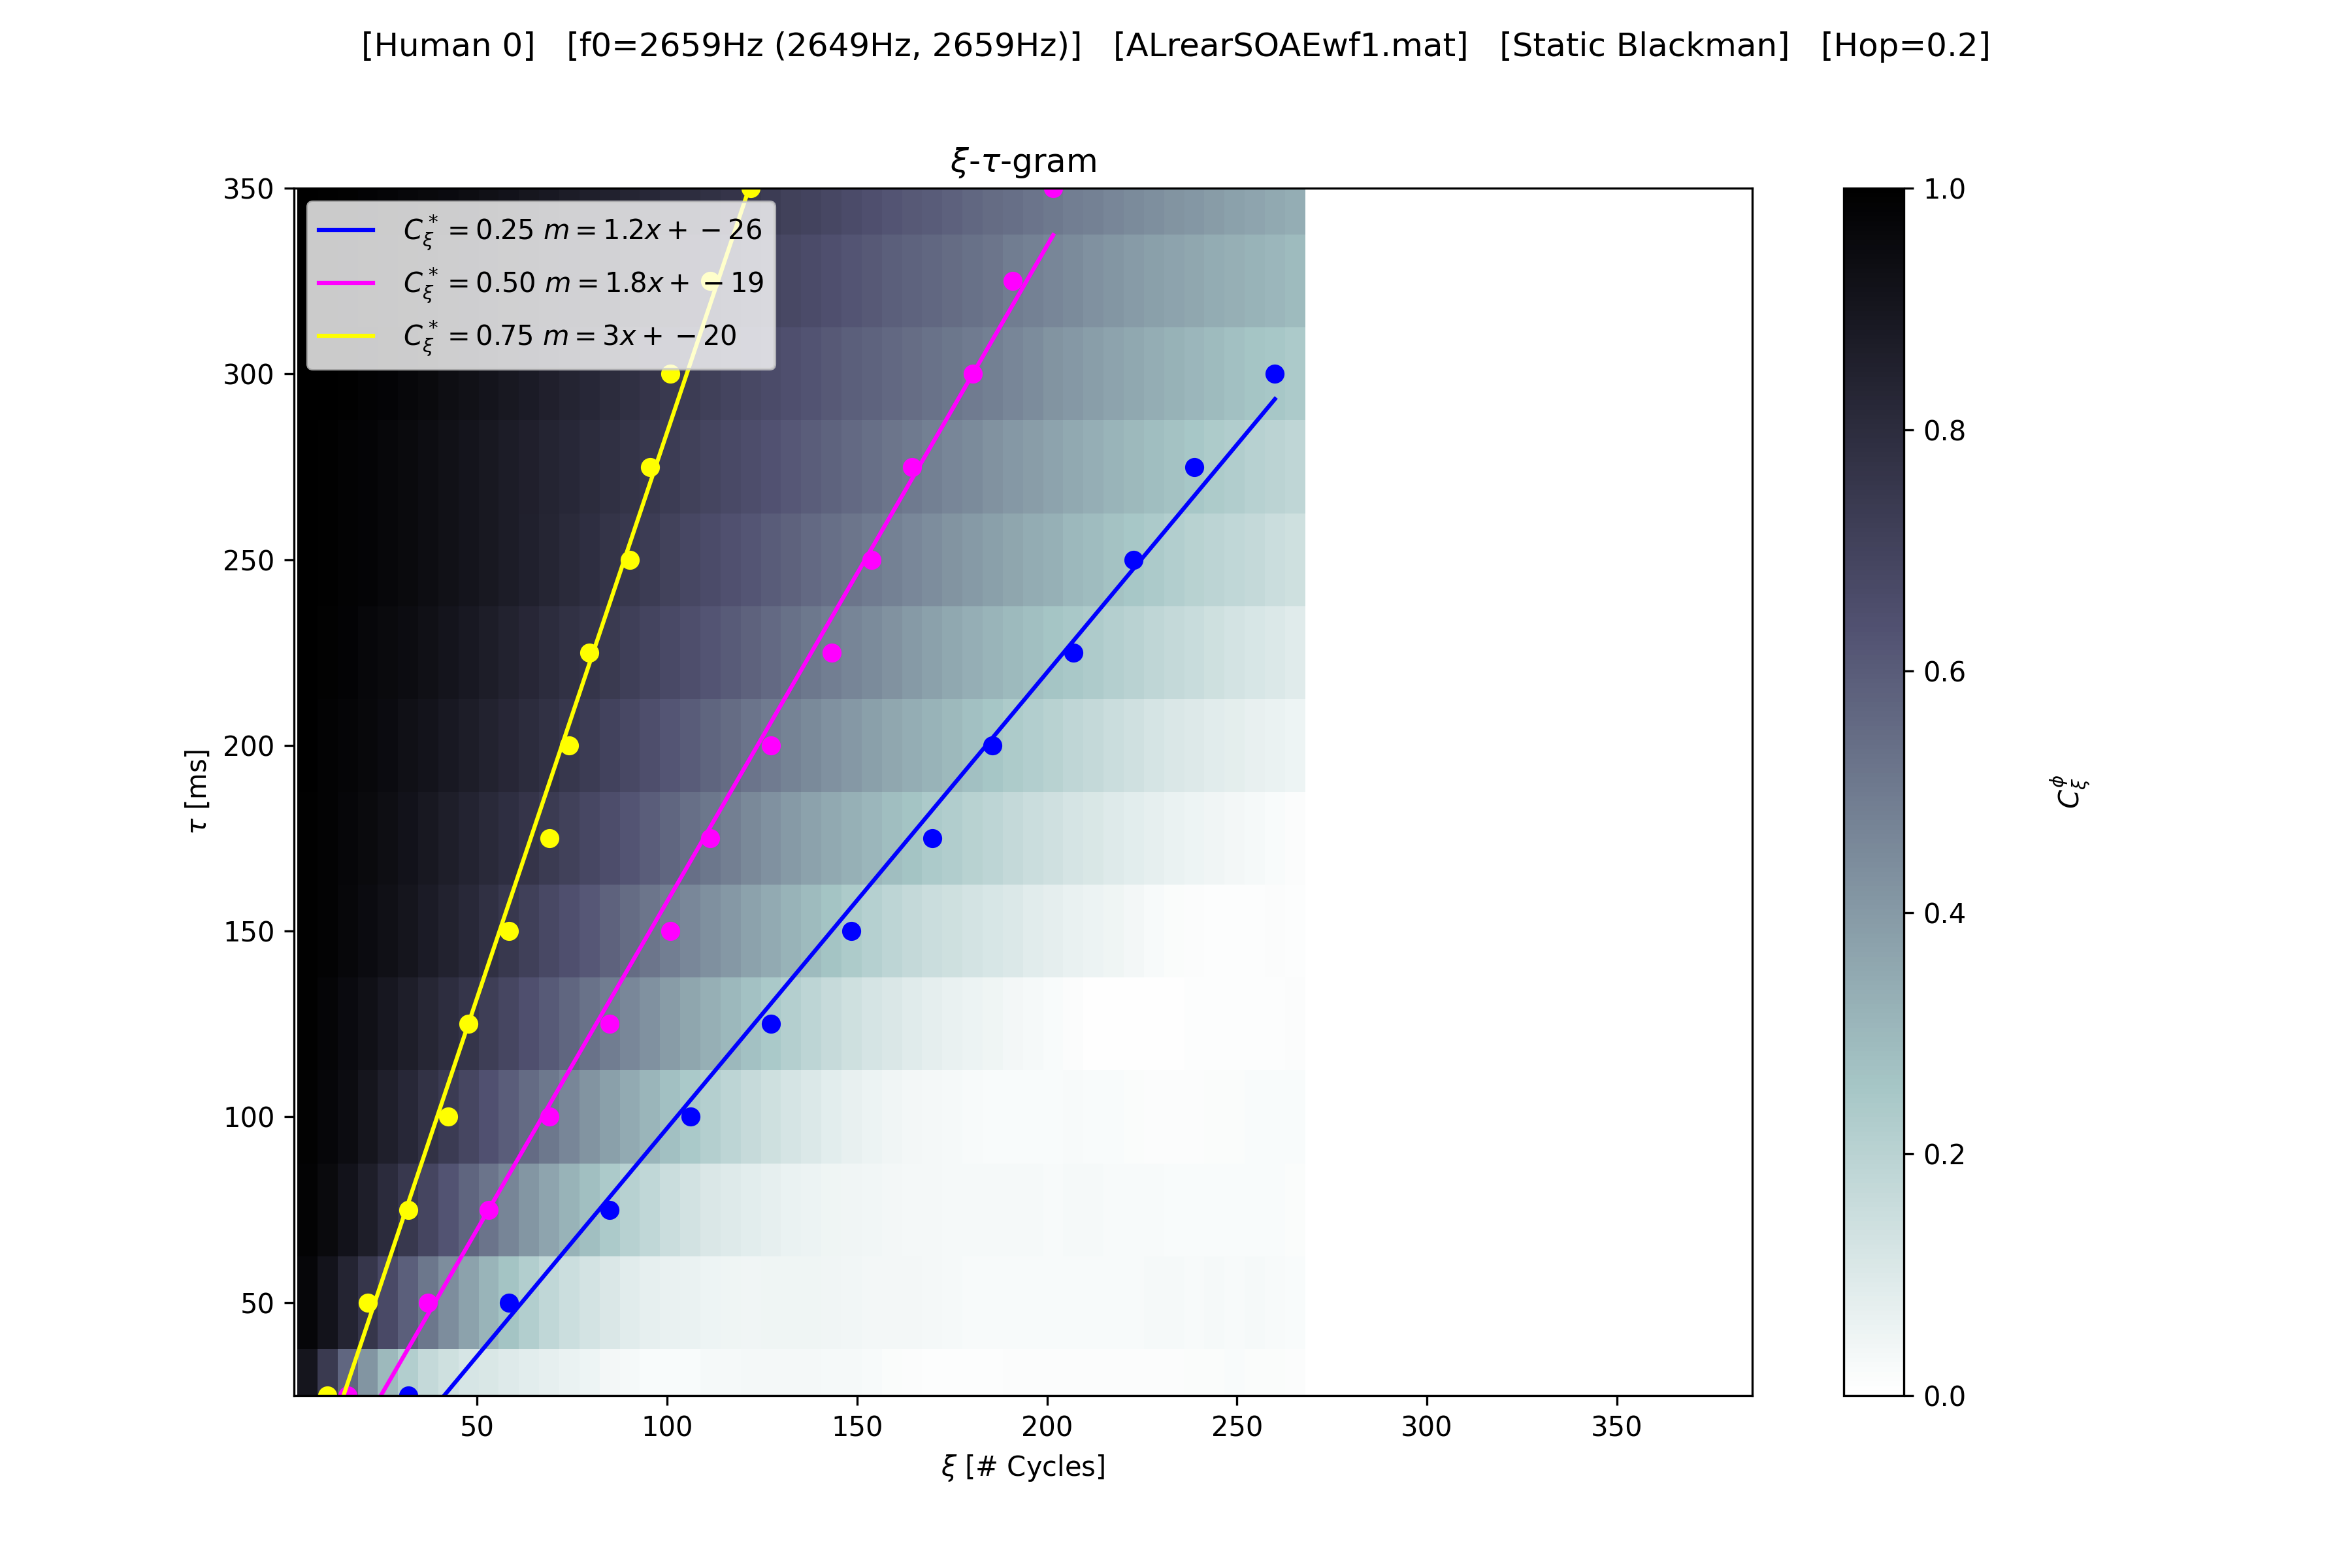 [Human 0] [f0=2659Hz (2649Hz, 2659Hz)] [ALrearSOAEwf1.mat] [Static Blackman] [Hop=0.2]
ξ-τ-gram
350
300
250
200
150
100
50
τ [ms]
C*ξ = 0.25 m = 1.2x + −26
C*ξ = 0.50 m = 1.8x + −19
C*ξ = 0.75 m = 3x + −20
50 100 150 200 250 300 350
ξ [# Cycles]
1.0
0.8
0.6
0.4
0.2
0.0
Cϕξ